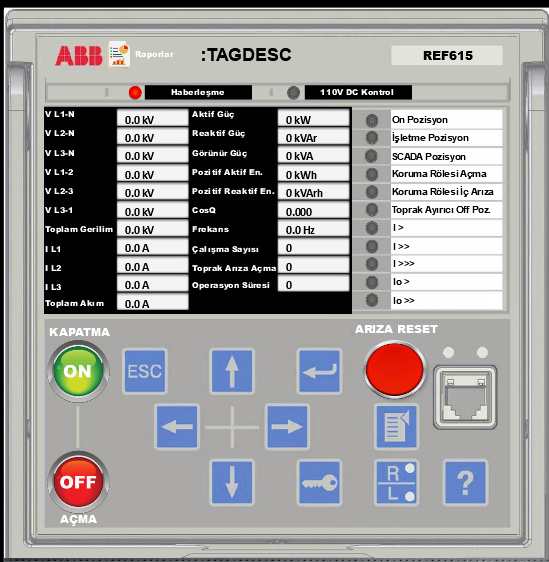 ABB Raporlar :TAGDESC REF615
Haberleşme 110V DC Kontrol
V L1-N 0.0 kV Aktif Güç 0 kW On Pozisyon
V L2-N 0.0 kV Reaktif Güç 0 kVAr İşletme Pozisyon
V L3-N 0.0 kV Görünür Güç 0 kVA SCADA Pozisyon
V L1-2 0.0 kV Pozitif Aktif En. 0 kWh Koruma Rölesi Açma
V L2-3 0.0 kV Pozitif Reaktif En. 0 kVArh Koruma Rölesi İç Arıza
V L3-1 0.0 kV CosQ 0.000 Toprak Ayırıcı Off Poz.
Toplam Gerilim 0.0 kV Frekans 0.0 Hz I >
I L1 0.0 A Çalışma Sayısı 0 I >>
I L2 0.0 A Toprak Arıza Açma 0 I >>>
I L3 0.0 A Operasyon Süresi 0 Io >
Toplam Akım 0.0 A Io >>
KAPATMA ARIZA RESET
ON ESC
OFF R L ?
AÇMA